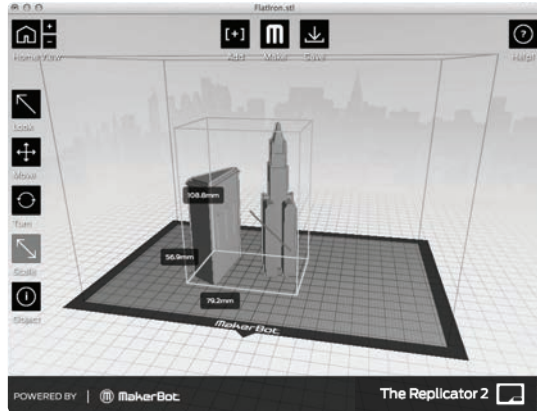 FlatIron.stl
+
-
Home View
[+]
Add
M
Make
Save
?
Help!
Look
Move
Turn
Scale
i
Object
108.8mm
56.9mm
79.2mm
MakerBot
POWERED BY | MakerBot
The Replicator 2